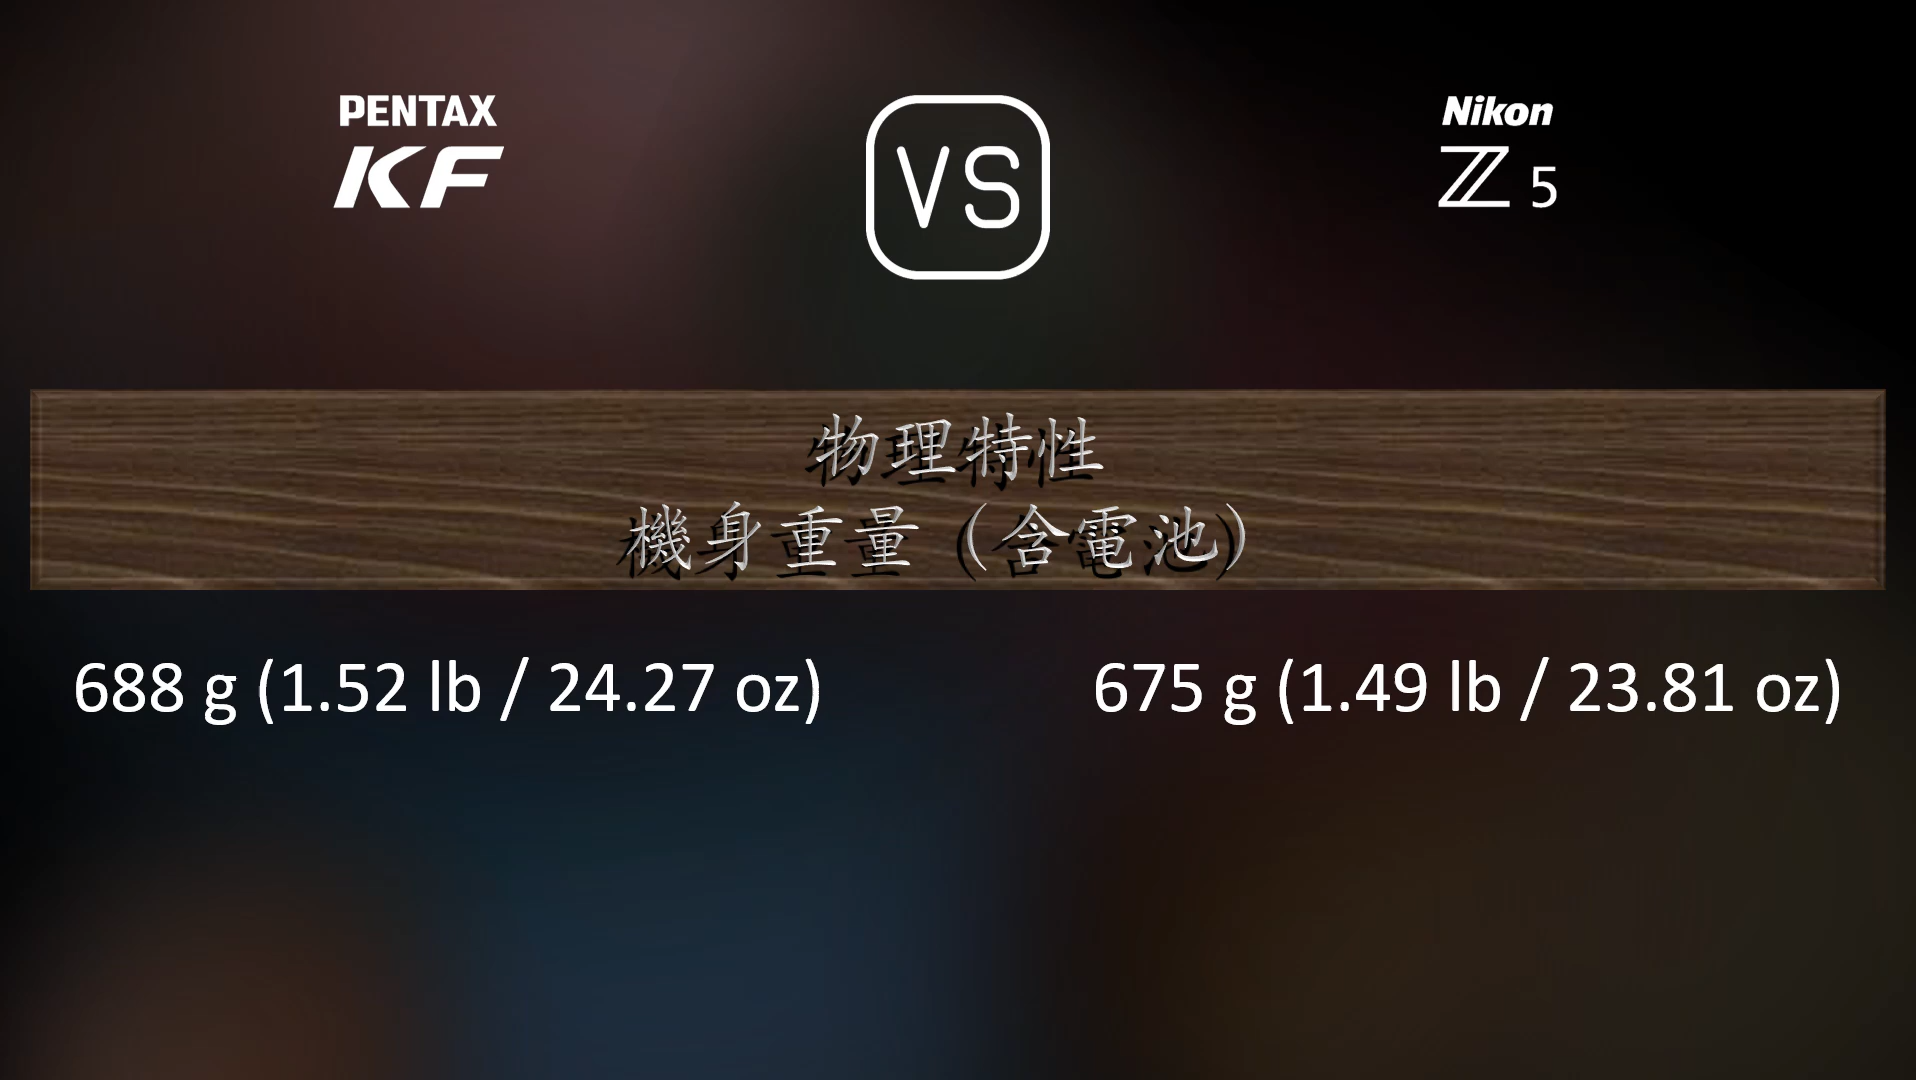 PENTAX
KF
VS
Nikon
Z 5
物理特性
機身重量（含電池）
688 g (1.52 lb / 24.27 oz)
675 g (1.49 lb / 23.81 oz)